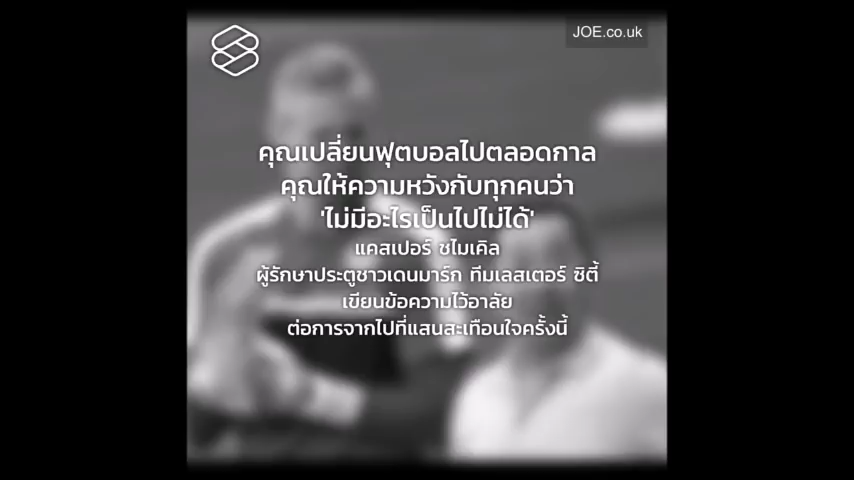 JOE.co.uk
คุณเปลี่ยนฟุตบอลไปตลอดกาล
คุณให้ความหวังกับทุกคนว่า
'ไม่มีอะไรเป็นไปไม่ได้'
แคสเปอร์ ชไมเคิล
ผู้รักษาประตูชาวเดนมาร์ก ทีมเลสเตอร์ ซิตี้
เขียนข้อความไว้อาลัย
ต่อการจากไปที่แสนสะเทือนใจครั้งนี้